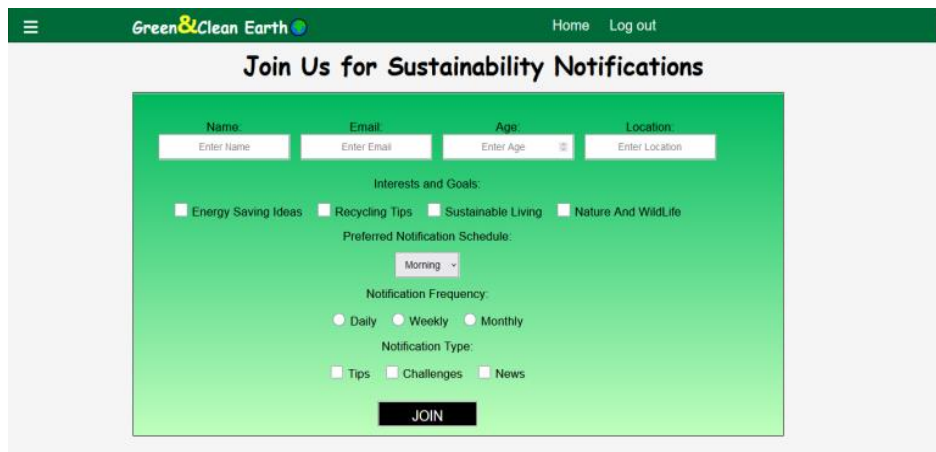 Green&Clean Earth Home Log out
Join Us for Sustainability Notifications
Name: Email: Age: Location:
Enter Name Enter Email Enter Age Enter Location
Interests and Goals:
Energy Saving Ideas Recycling Tips Sustainable Living Nature And WildLife
Preferred Notification Schedule:
Morning
Notification Frequency:
Daily Weekly Monthly
Notification Type:
Tips Challenges News
JOIN